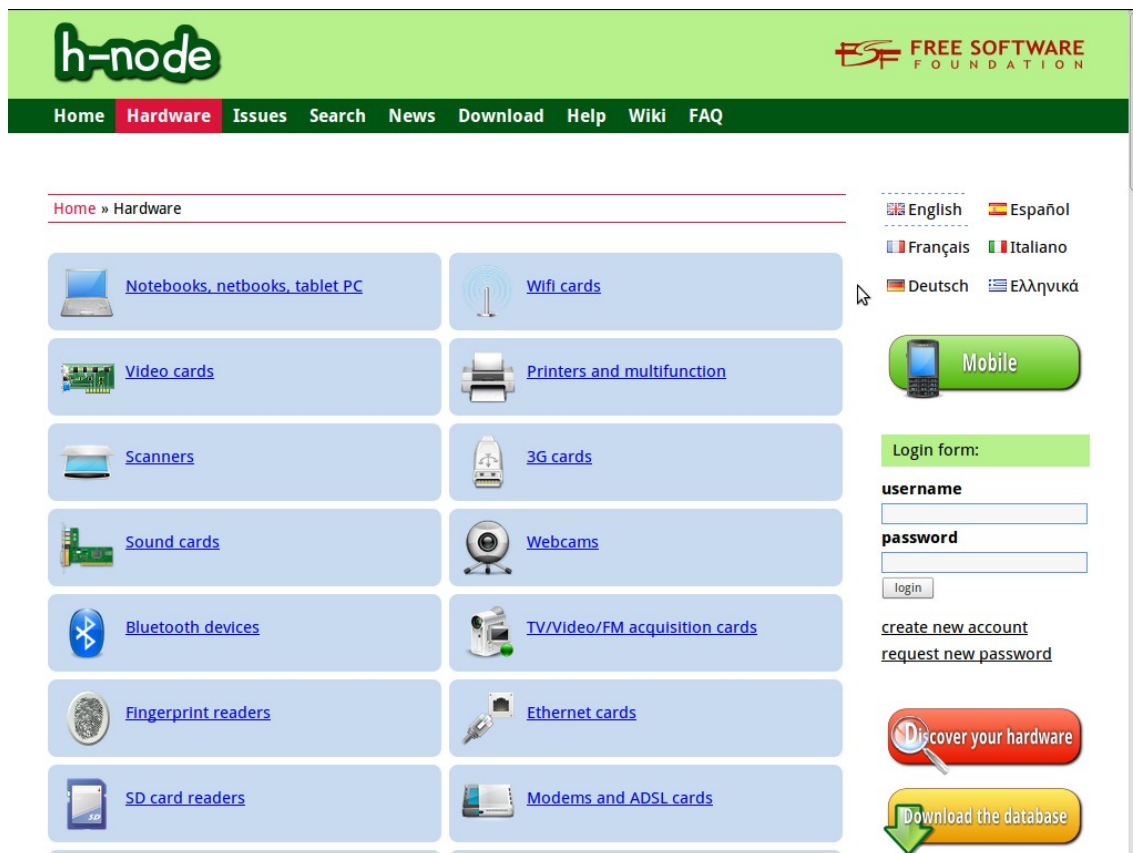 h-node
FREE SOFTWARE
FOUNDATION
Home Hardware Issues Search News Download Help Wiki FAQ
Home » Hardware
Notebooks, netbooks, tablet PC
Wifi cards
Video cards
Printers and multifunction
Scanners
3G cards
Sound cards
Webcams
Bluetooth devices
TV/Video/FM acquisition cards
Fingerprint readers
Ethernet cards
SD card readers
SD
Modems and ADSL cards
English Español
Français Italiano
Deutsch Ελληνικά
Mobile
Login form:
username
password
login
create new account
request new password
Discover your hardware
Download the database